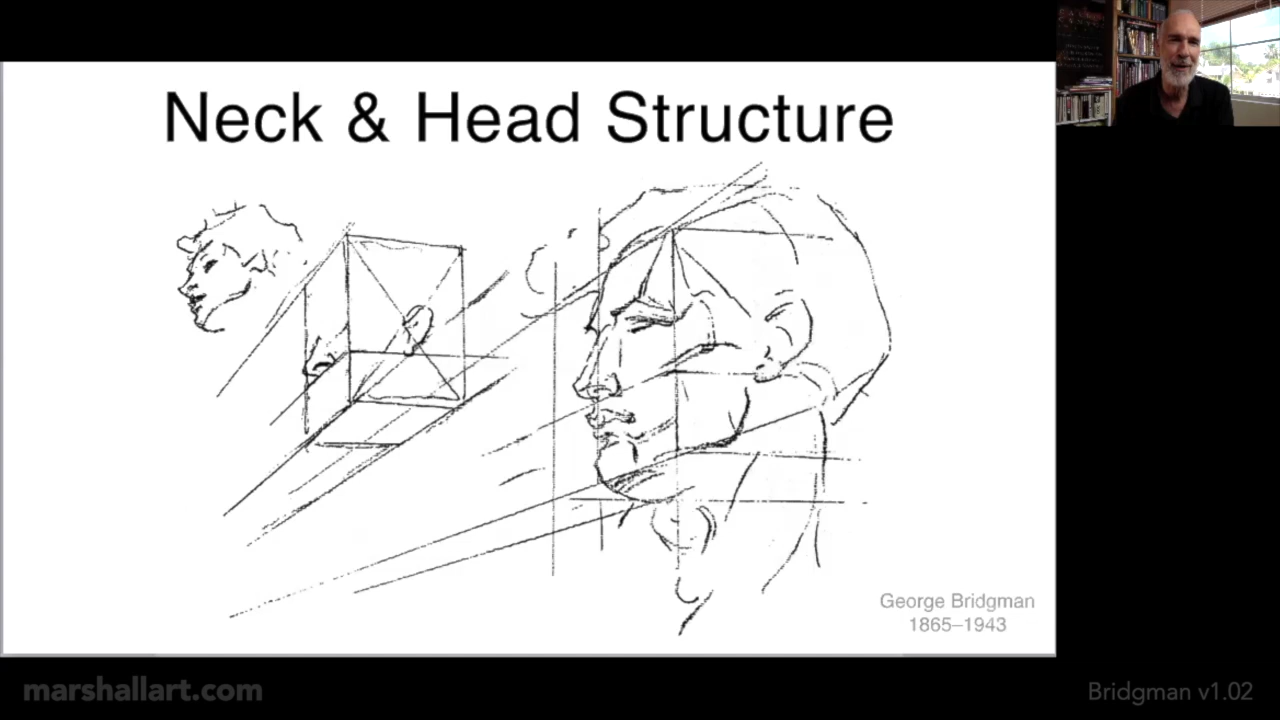 Neck & Head Structure
George Bridgman
1865–1943
marshallart.com
Bridgman v1.02